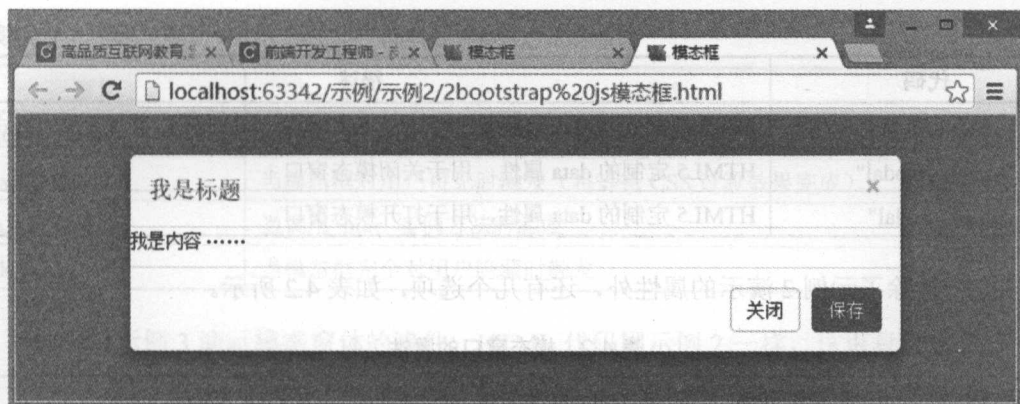 高品质互联网教育,
前端开发工程师 -
模态框
模态框
localhost:63342/示例/示例2/2bootstrap%20js模态框.html
我是标题
×
我是内容 ······
关闭
保存